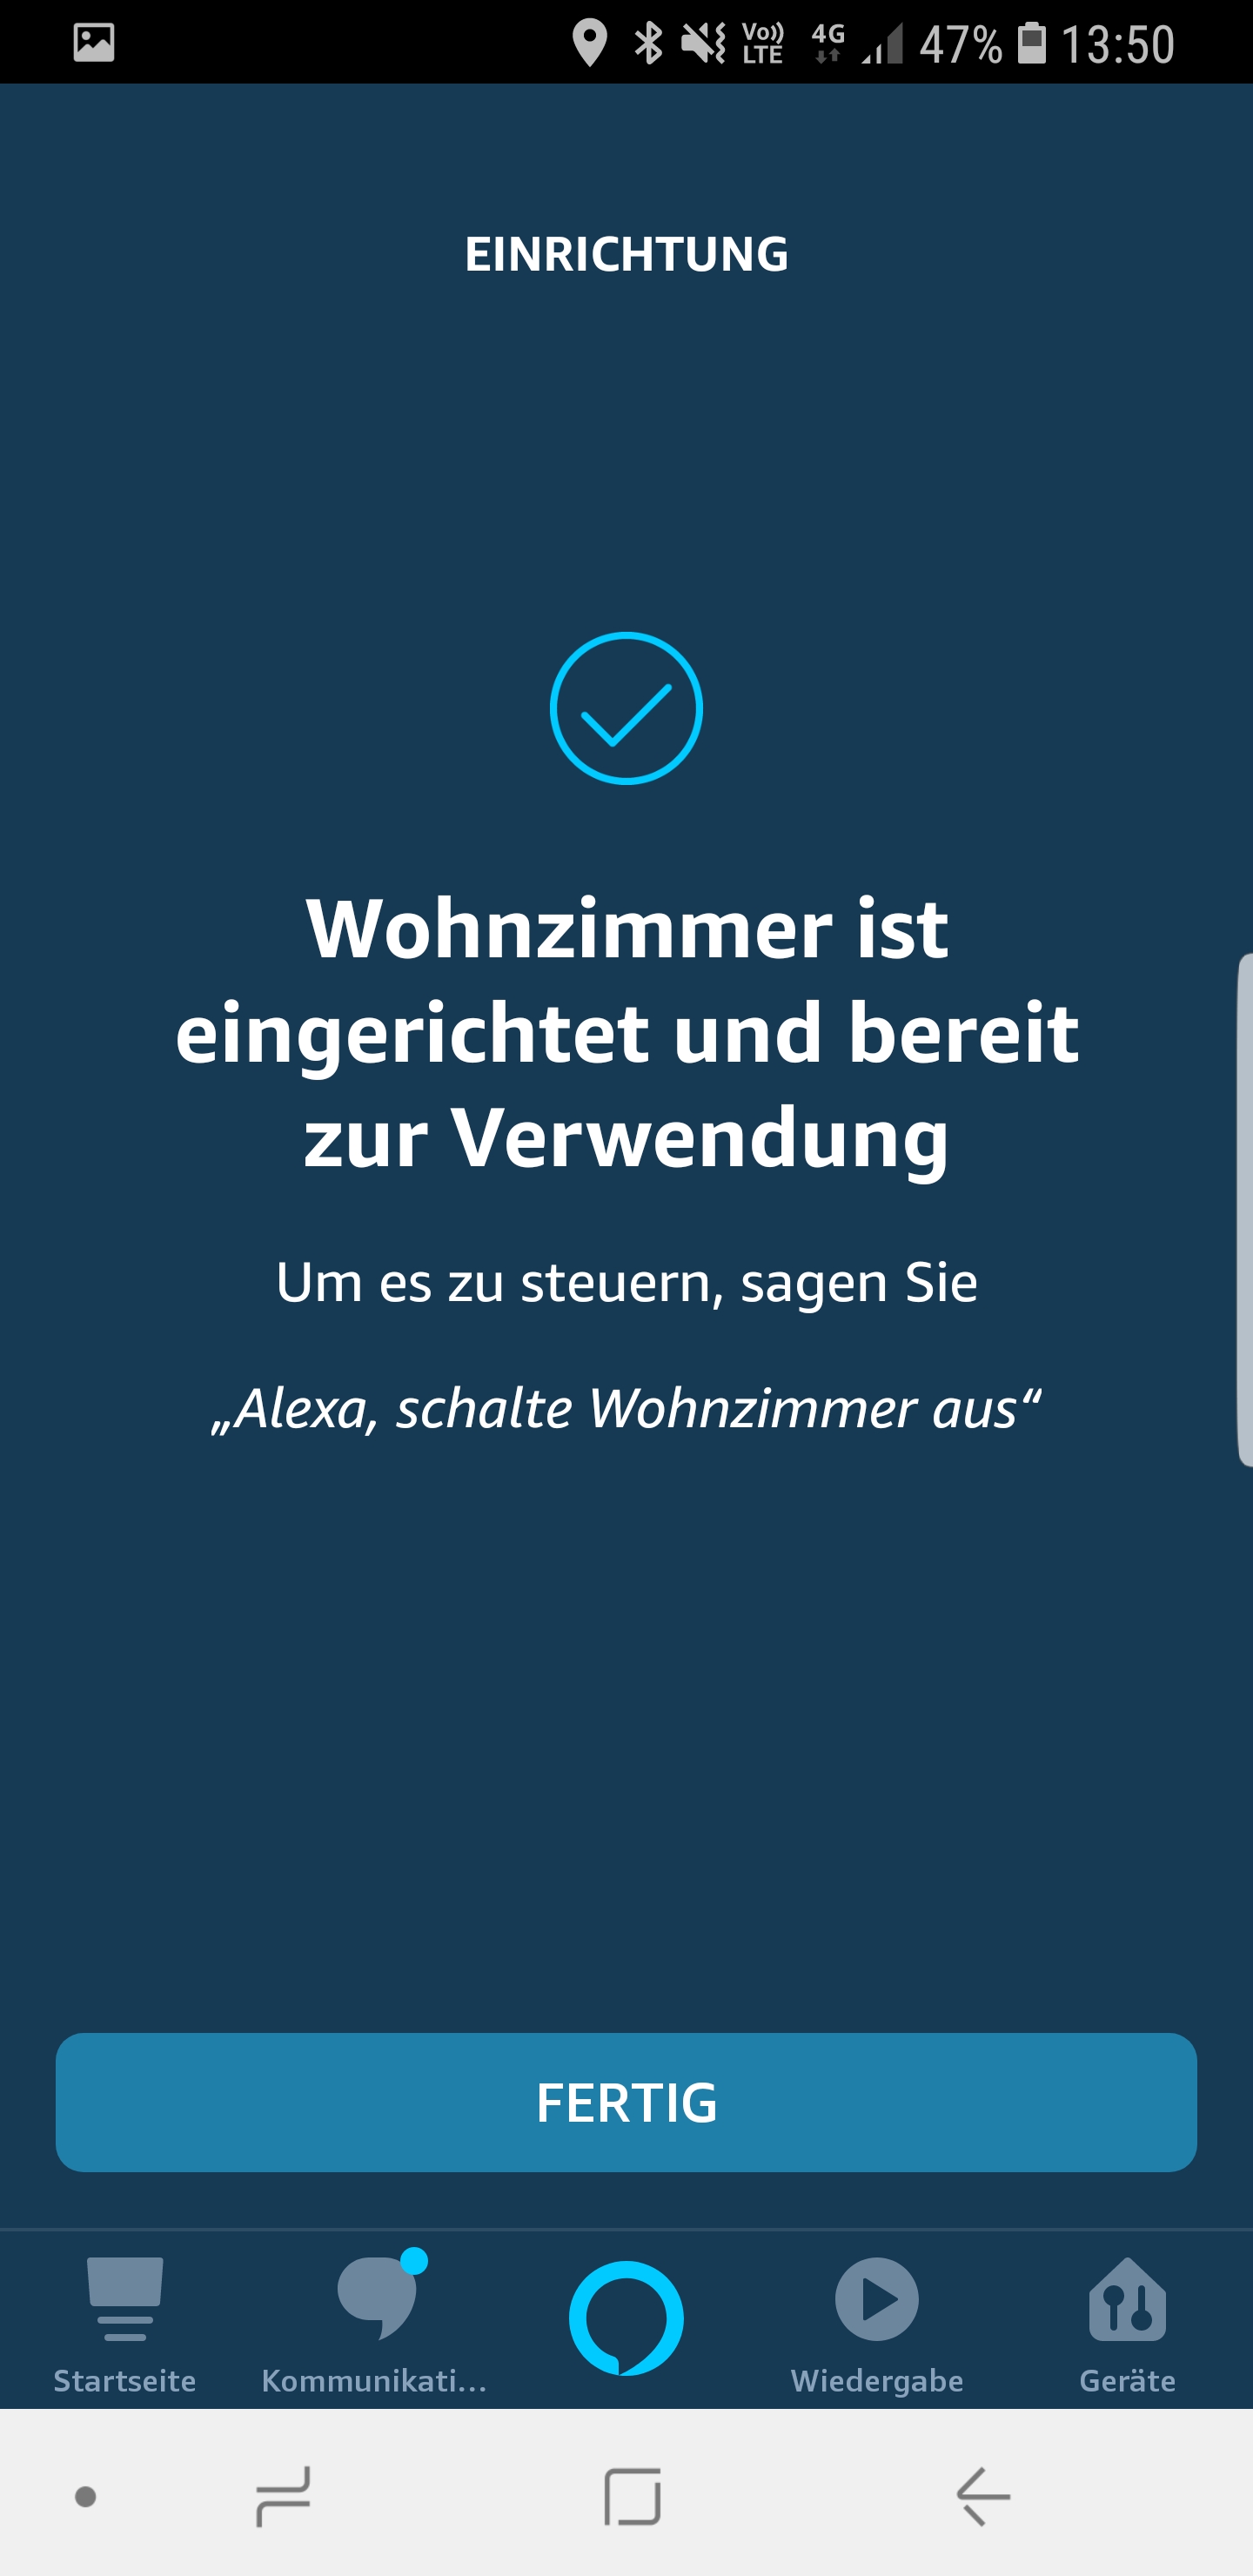 Vo)) LTE 4G 47% 13:50
EINRICHTUNG
Wohnzimmer ist
eingerichtet und bereit
zur Verwendung
Um es zu steuern, sagen Sie
„Alexa, schalte Wohnzimmer aus“
FERTIG
Startseite Kommunikati... Wiedergabe Geräte